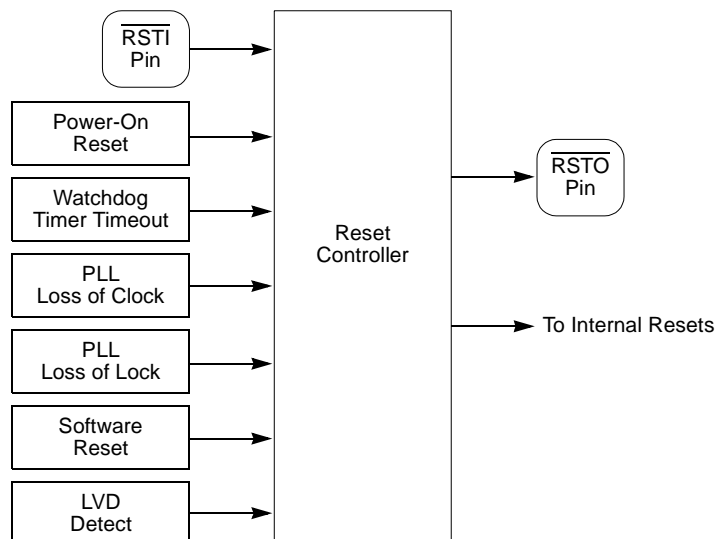 RSTI
Pin
Power-On
Reset
Watchdog
Timer Timeout
PLL
Loss of Clock
PLL
Loss of Lock
Software
Reset
LVD
Detect
Reset
Controller
RSTO
Pin
To Internal Resets